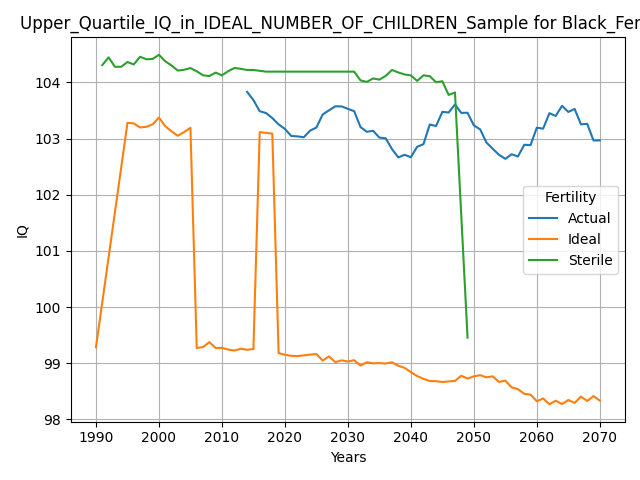 Upper_Quartile_IQ_in_IDEAL_NUMBER_OF_CHILDREN_Sample for Black_Fer
104
103
102
101
100
99
98
IQ
Fertility
Actual
Ideal
Sterile
1990 2000 2010 2020 2030 2040 2050 2060 2070
Years